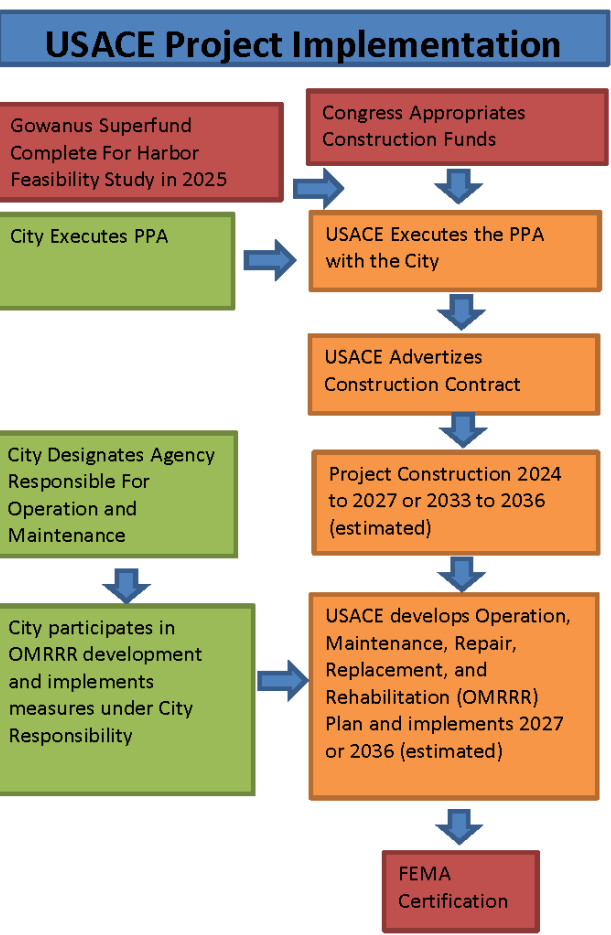 USACE Project Implementation
Gowanus Superfund
Complete For Harbor
Feasibility Study in 2025
Congress Appropriates
Construction Funds
City Executes PPA
USACE Executes the PPA
with the City
USACE Advertizes
Construction Contract
City Designates Agency
Responsible For
Operation and
Maintenance
Project Construction 2024
to 2027 or 2033 to 2036
(estimated)
City participates in
OMRRR development
and implements
measures under City
Responsibility
USACE develops Operation,
Maintenance, Repair,
Replacement, and
Rehabilitation (OMRRR)
Plan and implements 2027
or 2036 (estimated)
FEMA
Certification